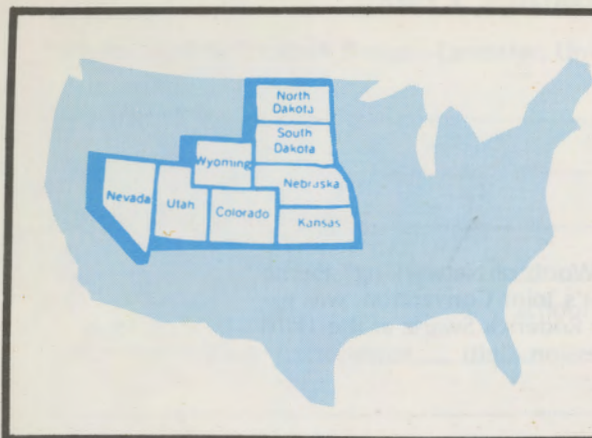 North
Dakota
South
Dakota
Wyoming
Nebraska
Nevada
Utah
Colorado
Kansas